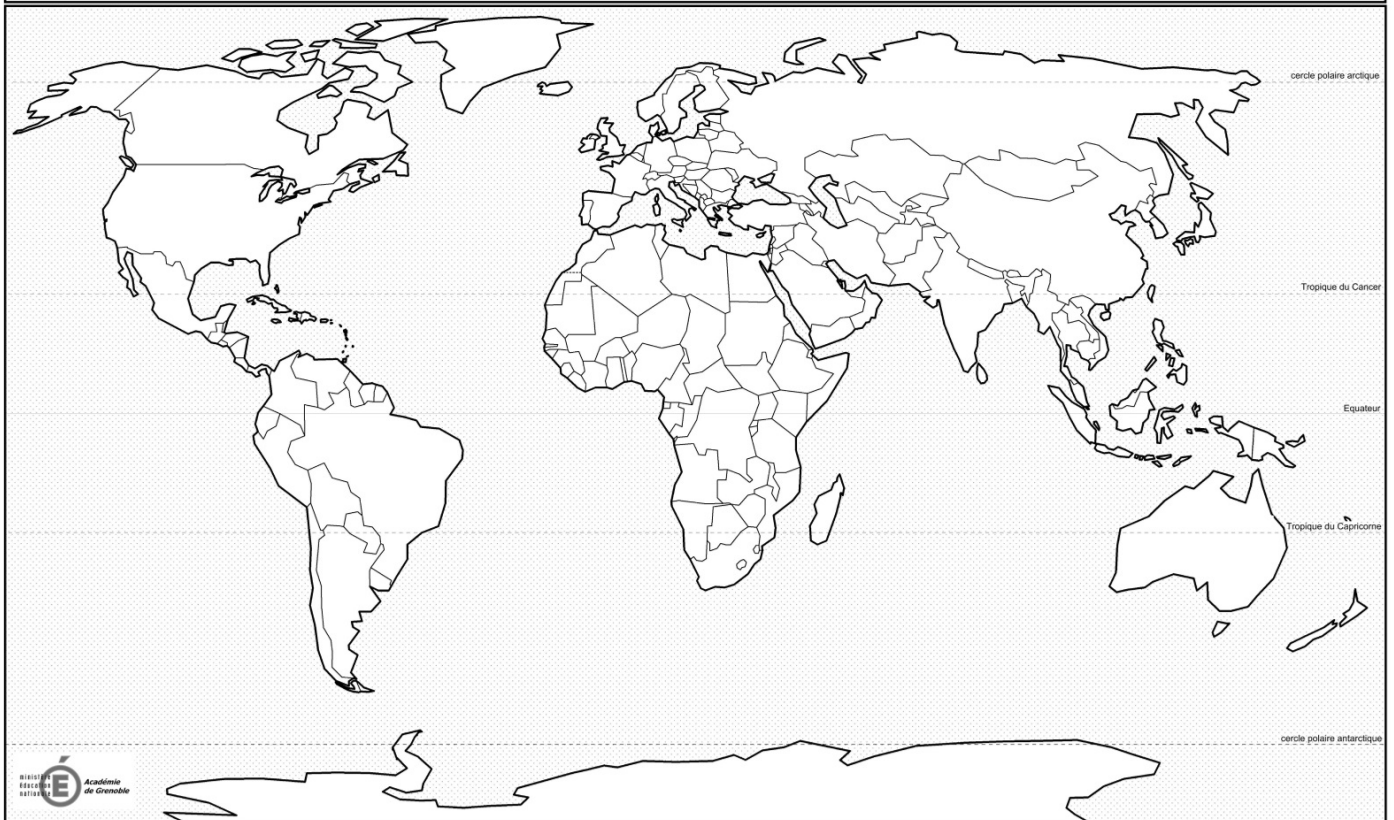 cercle polaire arctique
Tropique du Cancer
Equateur
Tropique du Capricorne
cercle polaire antarctique
ministère
éducation
nationale
É
Académie
de Grenoble